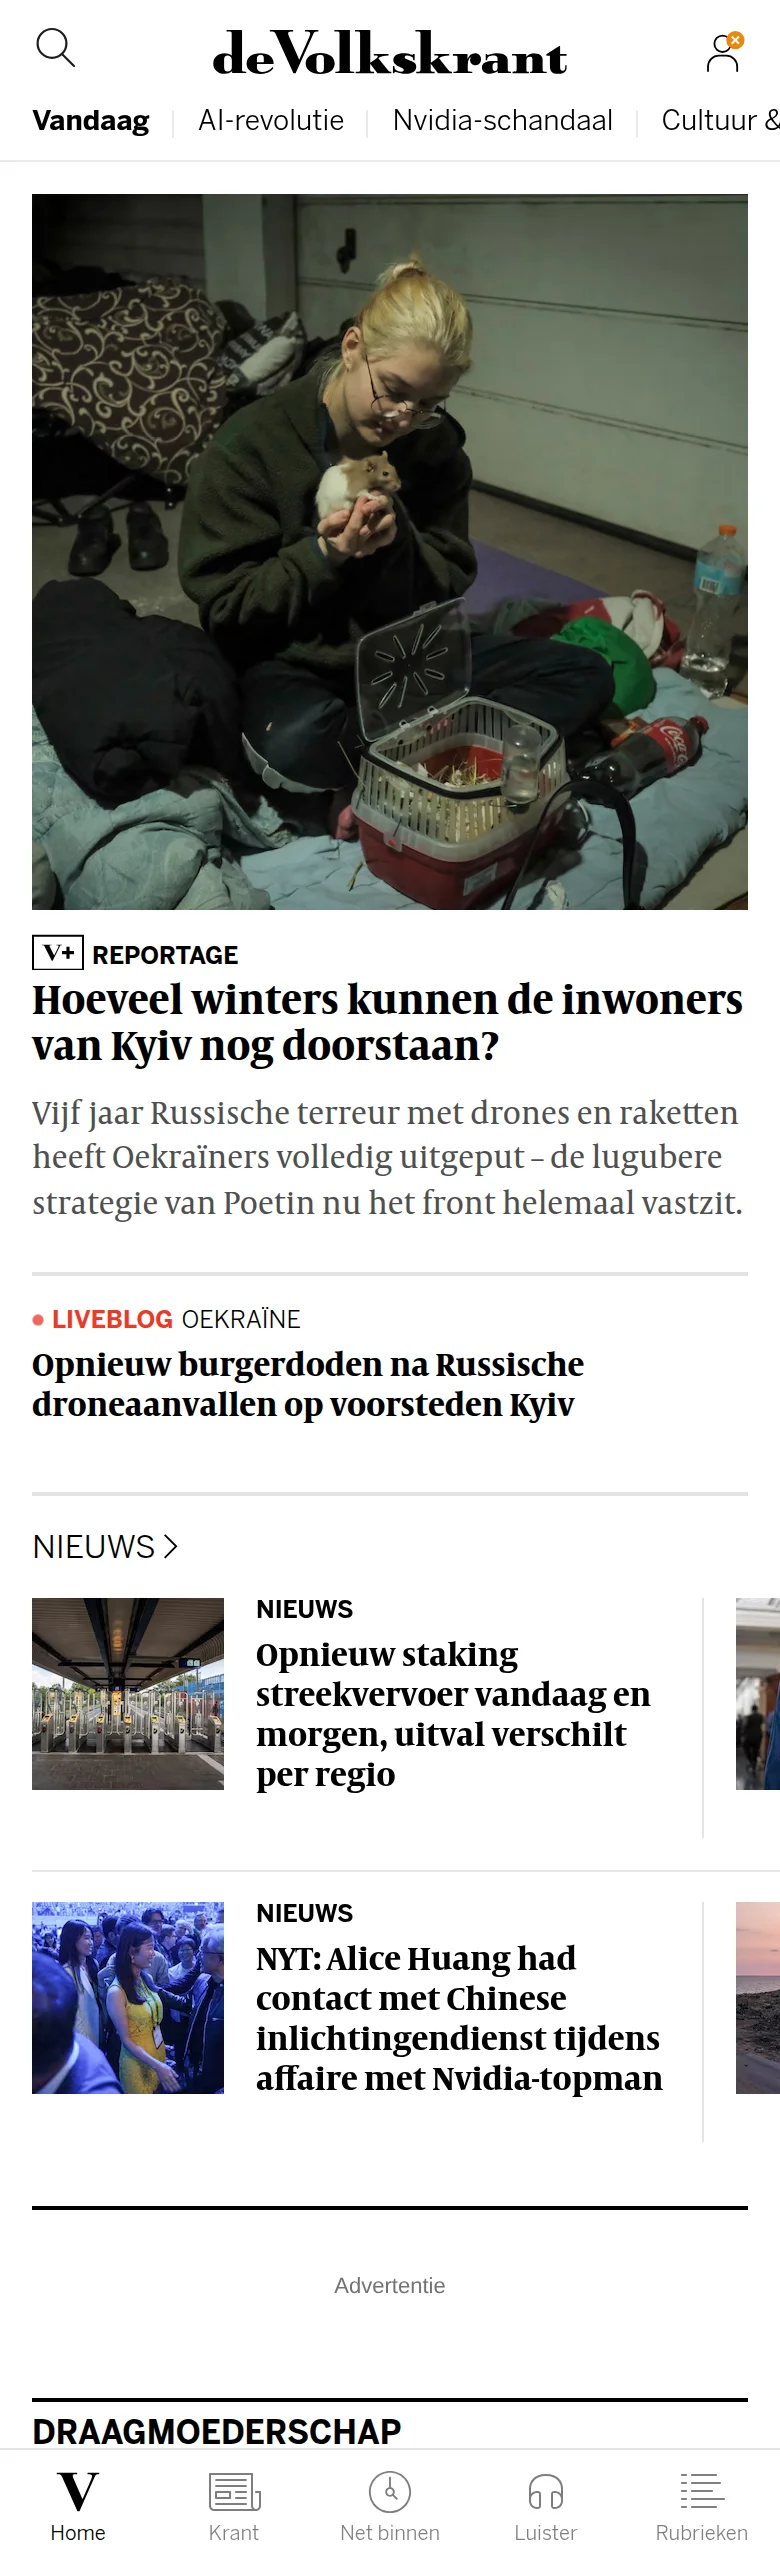 deVolkskrant
Vandaag
AI-revolutie
Nvidia-schandaal
Cultuur &
V+ REPORTAGE
Hoeveel winters kunnen de inwoners
van Kyiv nog doorstaan?
Vijf jaar Russische terreur met drones en raketten
heeft Oekraïners volledig uitgeput – de lugubere
strategie van Poetin nu het front helemaal vastzit.
LIVEBLOG OEKRAÏNE
Opnieuw burgerdoden na Russische
droneaanvallen op voorsteden Kyiv
NIEUWS
NIEUWS
Opnieuw staking
streekvervoer vandaag en
morgen, uitval verschilt
per regio
NIEUWS
NYT: Alice Huang had
contact met Chinese
inlichtingendienst tijdens
affaire met Nvidia-topman
Advertentie
DRAAGMOEDERSCHAP
V
Home
Krant
Net binnen
Luister
Rubrieken